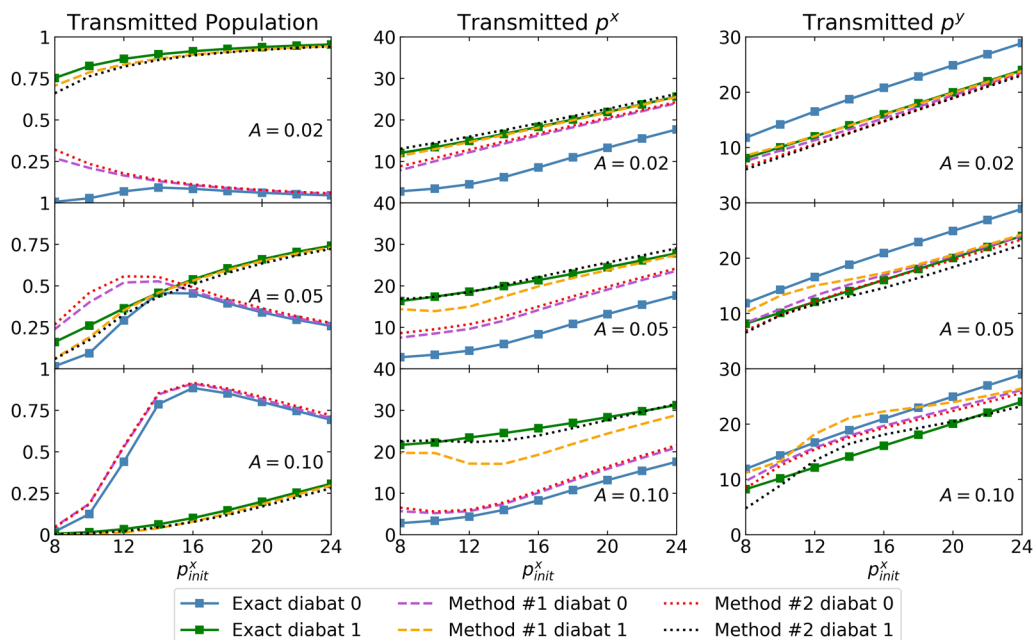 Transmitted Population Transmitted p^x Transmitted p^y
1 40 30
0.75 30
0.5 20 20
A = 0.02 A = 0.02 A = 0.02
0.25 10 10
1 40 30
0.75 30
0.5 20 20
A = 0.05 A = 0.05 A = 0.05
0.25 10 10
1 40 30
0.75 30
0.5 20 20
A = 0.10 A = 0.10 A = 0.10
0.25 10 10
0 0 0
8 12 16 20 24 8 12 16 20 24 8 12 16 20 24
p^x_init p^x_init p^x_init
Exact diabat 0 Method #1 diabat 0 Method #2 diabat 0
Exact diabat 1 Method #1 diabat 1 Method #2 diabat 1